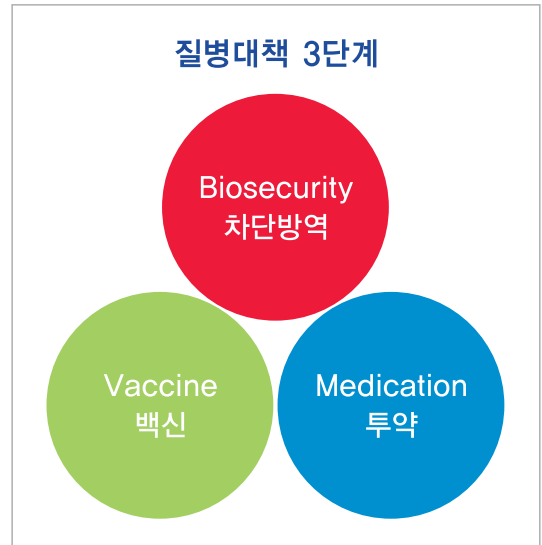 질병대책 3단계
Biosecurity
차단방역
Vaccine
백신
Medication
투약